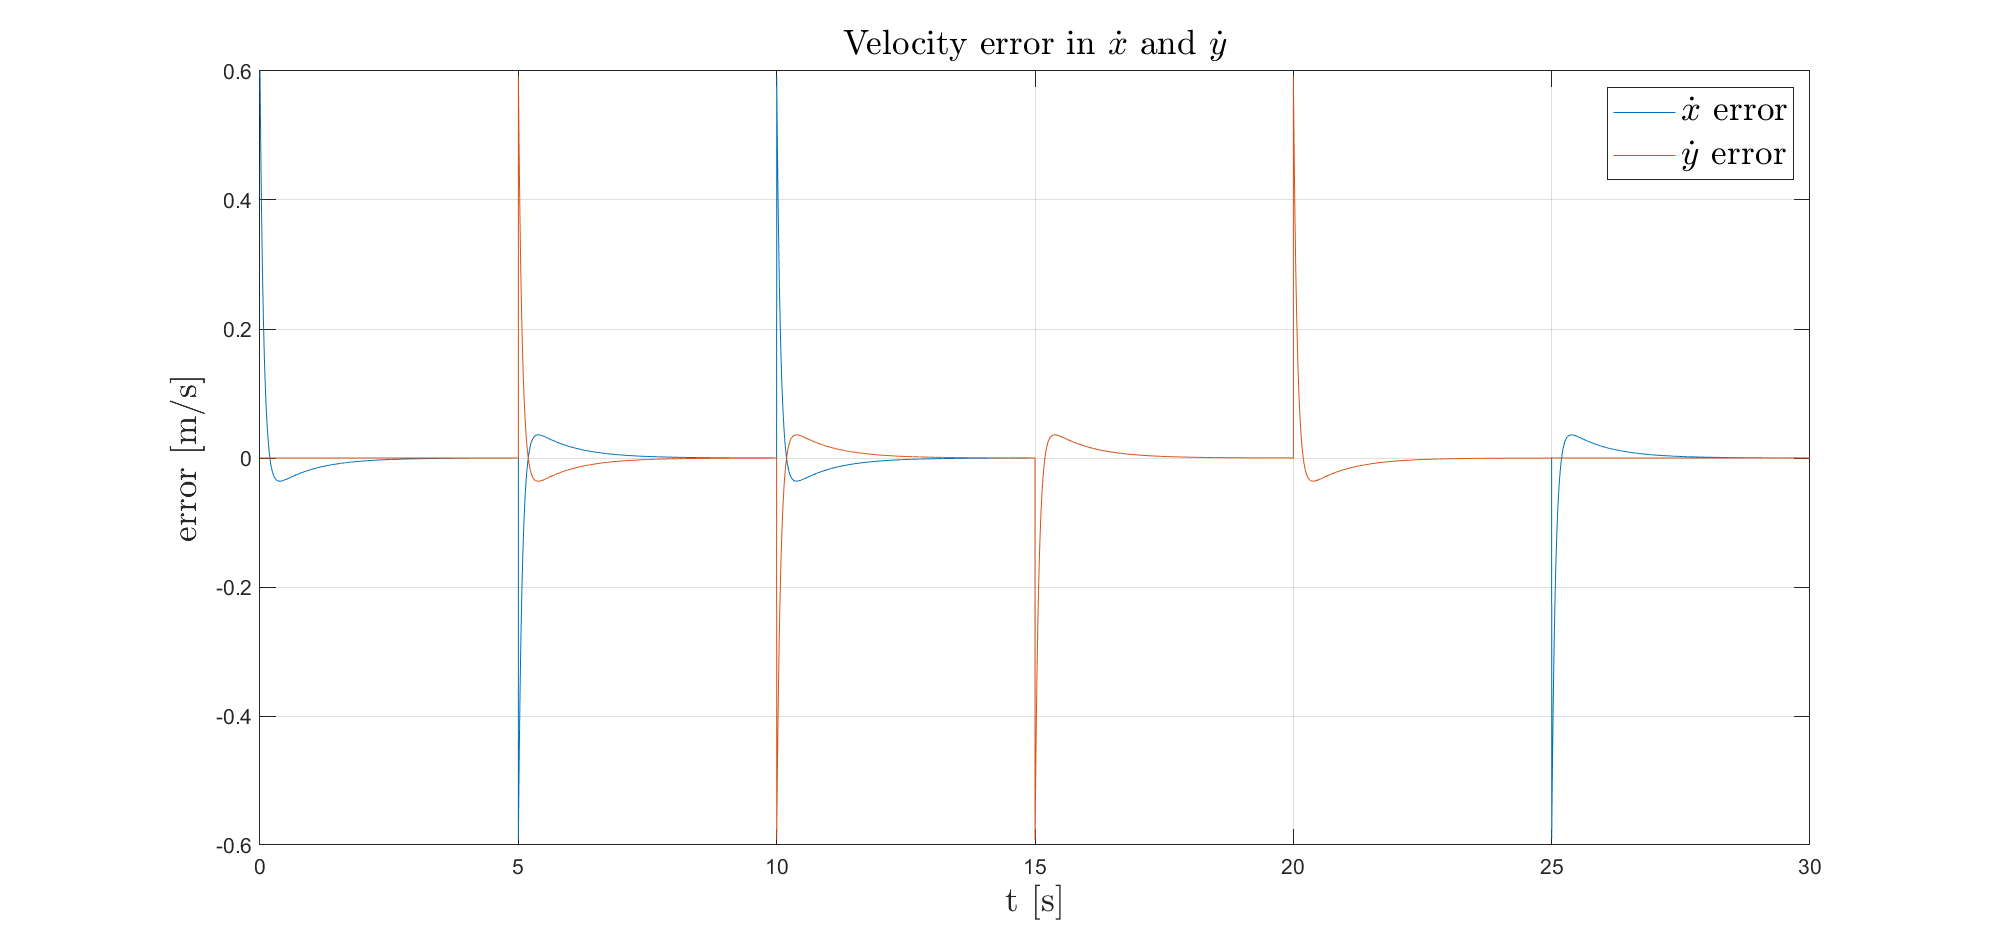 Velocity error in ẋ and ẏ
0.6
0.4
0.2
0
-0.2
-0.4
-0.6
error [m/s]
ẋ error
ẏ error
0 5 10 15 20 25 30
t [s]